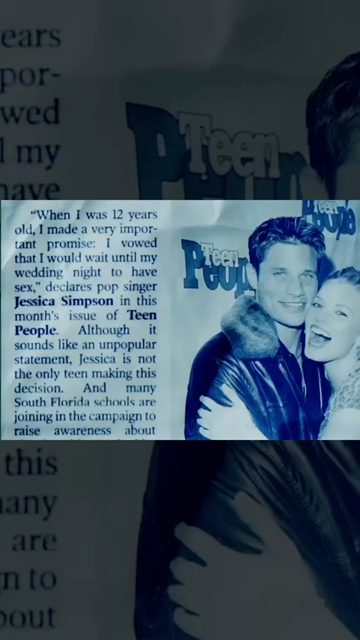 ears
por-
wed
l my
have
"When I was 12 years
old, I made a very impor-
tant promise: I vowed
that I would wait until my
wedding night to have
sex," declares pop singer
Jessica Simpson in this
month's issue of Teen
People. Although it
sounds like an unpopular
statement, Jessica is not
the only teen making this
decision. And many
South Florida schools are
joining in the campaign to
raise awareness about
Teen
People
Teen
People
Teen
People
this
many
are
n to
bout